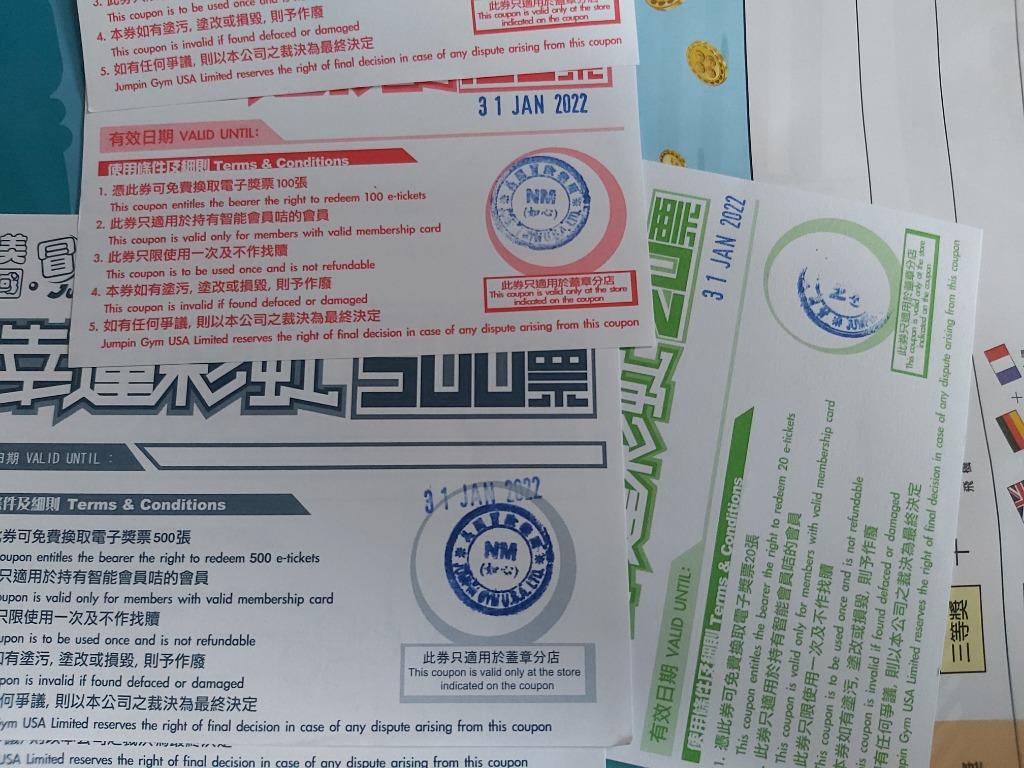 This coupon is to be used once and is
4. 本券如有塗污, 塗改或損毀, 則予作廢
This coupon is invalid if found defaced or damaged
5. 如有任何爭議, 則以本公司之裁決為最終決定
Jumpin Gym USA Limited reserves the right of final decision in case of any dispute arising from this coupon
此券只適用於蓋章分店
This coupon is valid only at the store
indicated on the coupon
31 JAN 2022
有效日期 VALID UNTIL:
使用條件及細則 Terms & Conditions
1. 憑此券可免費換取電子獎票100張
This coupon entitles the bearer the right to redeem 100 e-tickets
2. 此券只適用於持有智能會員咭的會員
This coupon is valid only for members with valid membership card
3. 此券只限使用一次及不作找贖
This coupon is to be used once and is not refundable
4. 本券如有塗污, 塗改或損毀, 則予作廢
This coupon is invalid if found defaced or damaged
5. 如有任何爭議, 則以本公司之裁決為最終決定
Jumpin Gym USA Limited reserves the right of final decision in case of any dispute arising from this coupon
NM
(如心)
此券只適用於蓋章分店
This coupon is valid only at the store
indicated on the coupon
美 冒
國
幸運彩虹500票
日期 VALID UNTIL :
條件及細則 Terms & Conditions
券可免費換取電子獎票500張
coupon entitles the bearer the right to redeem 500 e-tickets
只適用於持有智能會員咭的會員
oupon is valid only for members with valid membership card
只限使用一次及不作找贖
upon is to be used once and is not refundable
如有塗污, 塗改或損毀, 則予作廢
pon is invalid if found defaced or damaged
何爭議, 則以本公司之裁決為最終決定
ym USA Limited reserves the right of final decision in case of any dispute arising from this coupon
31 JAN 2022
NM
(如心)
JUMPIN GYM U.S.A. LTD.
此券只適用於蓋章分店
This coupon is valid only at the store
indicated on the coupon
USA Limited reserves the right of final decision in case of any dispute arising from this coupon
彩虹20票
31 JAN 2022
有效日期 VALID UNTIL:
使用條件及細則 Terms & Conditions
1. 憑此券可免費換取電子獎票20張
This coupon entitles the bearer the right to redeem 20 e-tickets
此券只適用於持有智能會員咭的會員
This coupon is valid only for members with valid membership card
此券只限使用一次及不作找贖
This coupon is to be used once and is not refundable
本券如有塗污, 塗改或損毀, 則予作廢
is coupon is invalid if found defaced or damaged
有任何爭議, 則以本公司之裁決為最終決定
pin Gym USA Limited reserves the right of final decision in case of any dispute arising from this coupon
此券只適用於蓋章分店
This coupon is valid only at the store
indicated on the coupon
三等獎
飛機